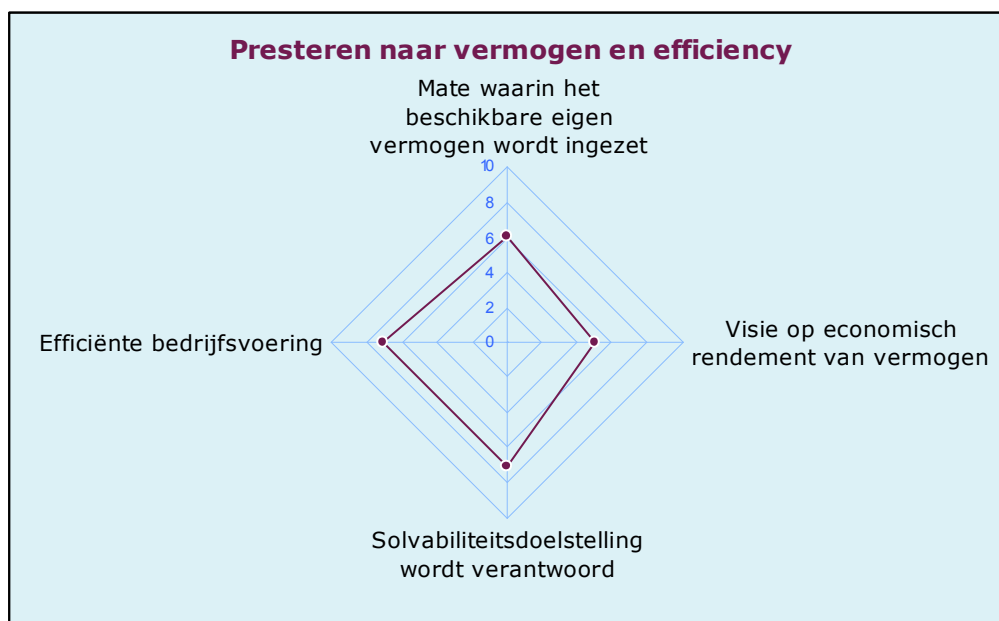 Presteren naar vermogen en efficiency
Mate waarin het
beschikbare eigen
vermogen wordt ingezet
10
8
6
4
2
0
Efficiënte bedrijfsvoering
Visie op economisch
rendement van vermogen
Solvabiliteitsdoelstelling
wordt verantwoord